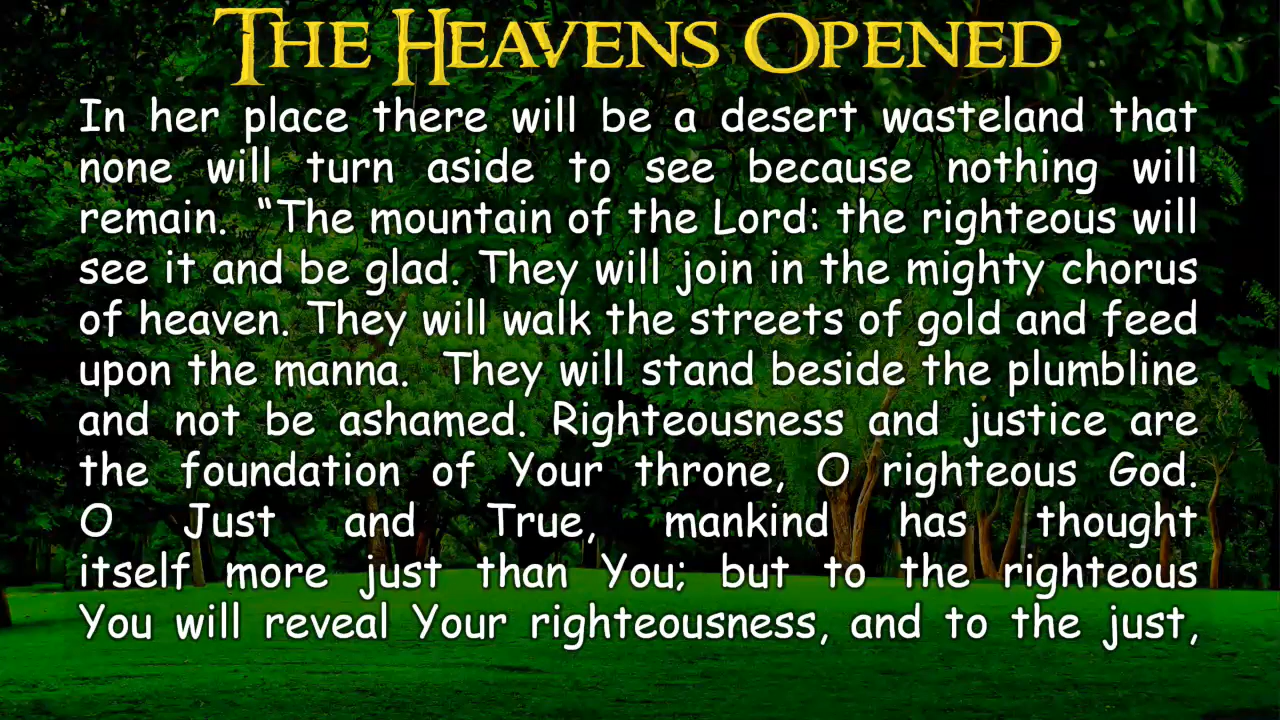 THE HEAVENS OPENED
In her place there will be a desert wasteland that
none will turn aside to see because nothing will
remain. “The mountain of the Lord: the righteous will
see it and be glad. They will join in the mighty chorus
of heaven. They will walk the streets of gold and feed
upon the manna. They will stand beside the plumbline
and not be ashamed. Righteousness and justice are
the foundation of Your throne, O righteous God.
O Just and True, mankind has thought
itself more just than You; but to the righteous
You will reveal Your righteousness, and to the just,